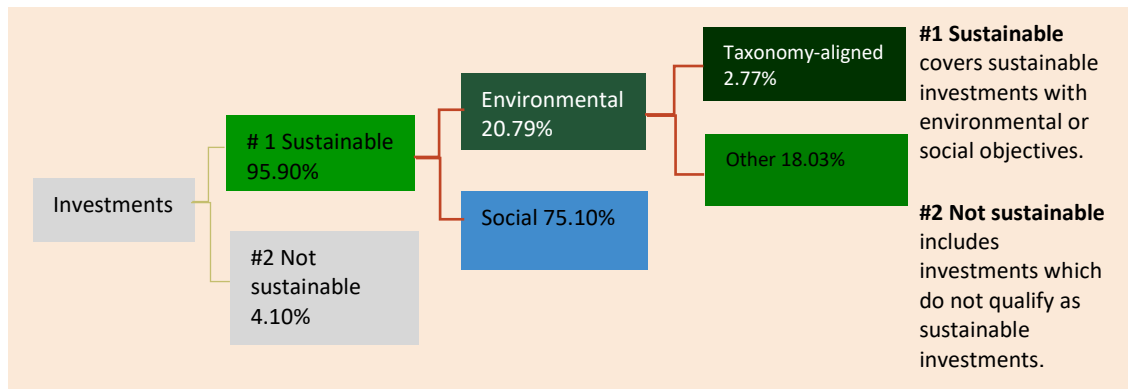 Investments
# 1 Sustainable
95.90%
#2 Not
sustainable
4.10%
Environmental
20.79%
Social 75.10%
Taxonomy-aligned
2.77%
Other 18.03%
#1 Sustainable
covers sustainable
investments with
environmental or
social objectives.
#2 Not sustainable
includes
investments which
do not qualify as
sustainable
investments.